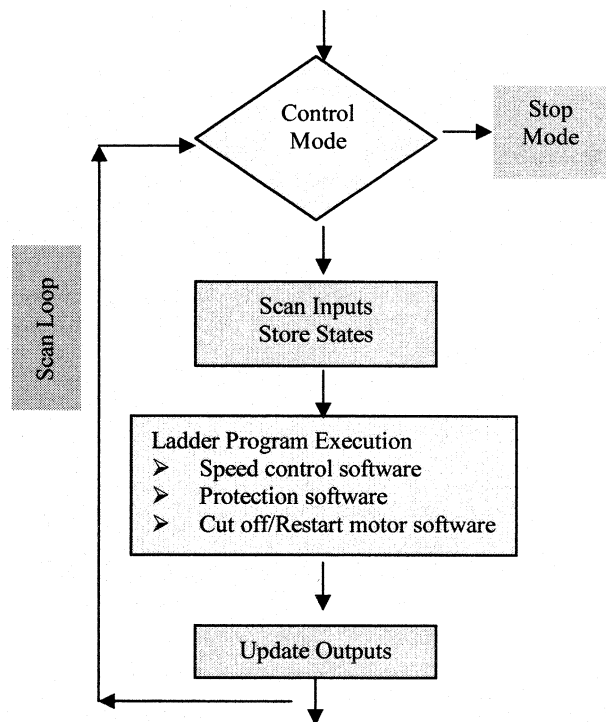 Control
Mode
Stop
Mode
Scan Loop
Scan Inputs
Store States
Ladder Program Execution
➢ Speed control software
➢ Protection software
➢ Cut off/Restart motor software
Update Outputs